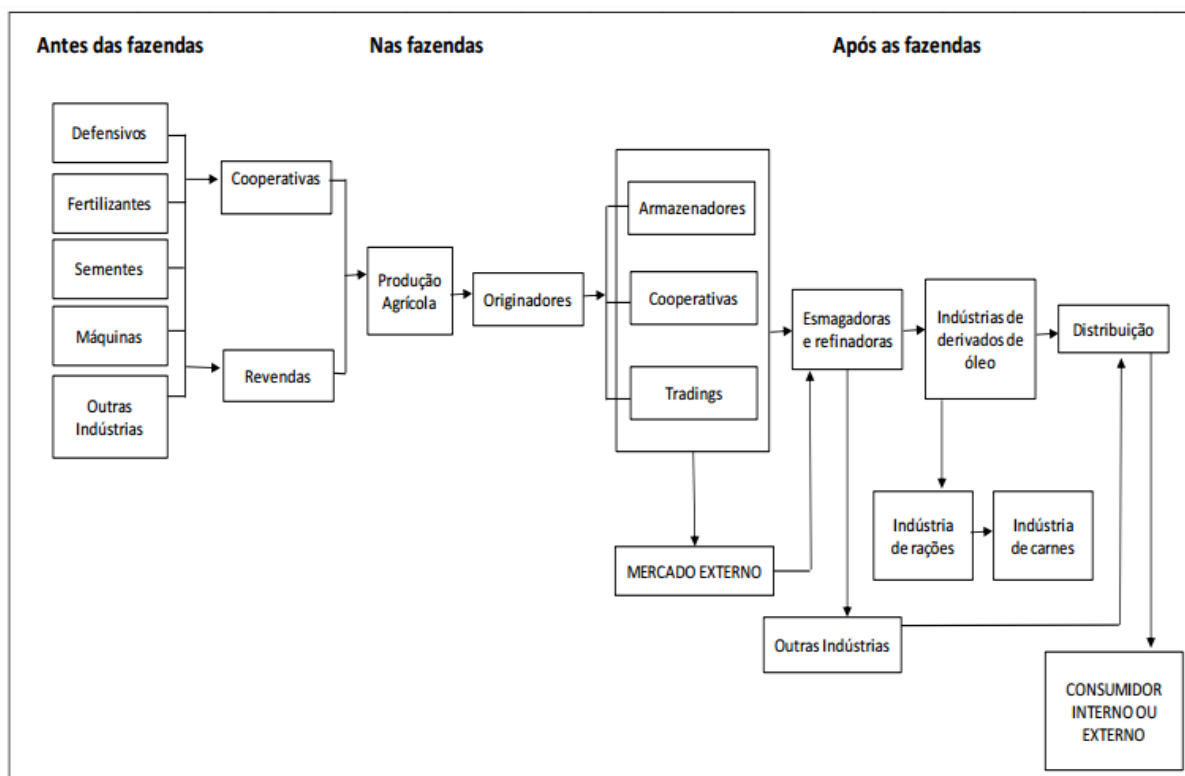 Antes das fazendas
Nas fazendas
Após as fazendas
Defensivos
Fertilizantes
Sementes
Máquinas
Outras
Indústrias
Cooperativas
Revendas
Produção
Agrícola
Originadores
Armazenadores
Cooperativas
Tradings
MERCADO EXTERNO
Esmagadoras
e refinadoras
Outras Indústrias
Indústrias de
derivados de
óleo
Indústria
de rações
Indústria
de carnes
Distribuição
CONSUMIDOR
INTERNO OU
EXTERNO